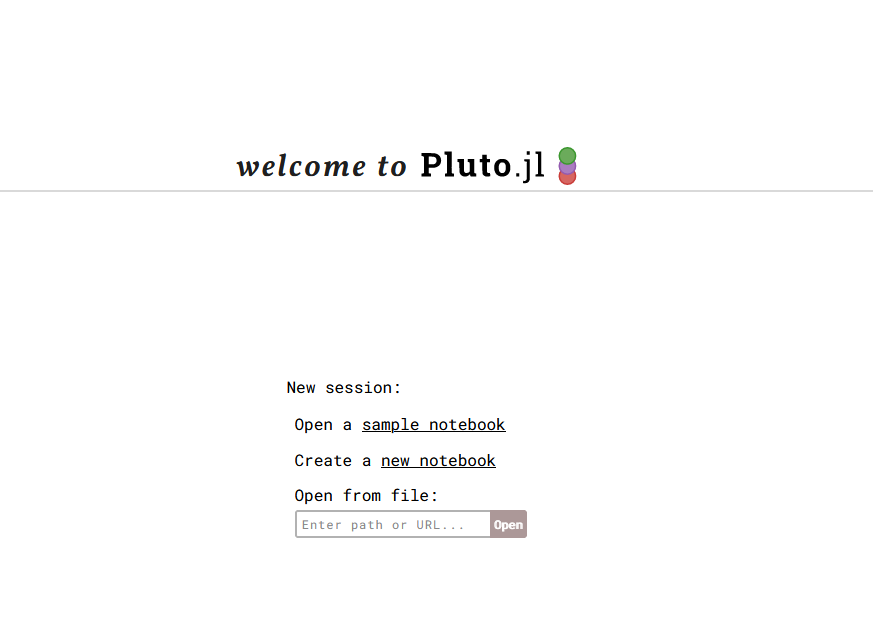 welcome to Pluto.jl
New session:
Open a sample notebook
Create a new notebook
Open from file:
Enter path or URL... Open